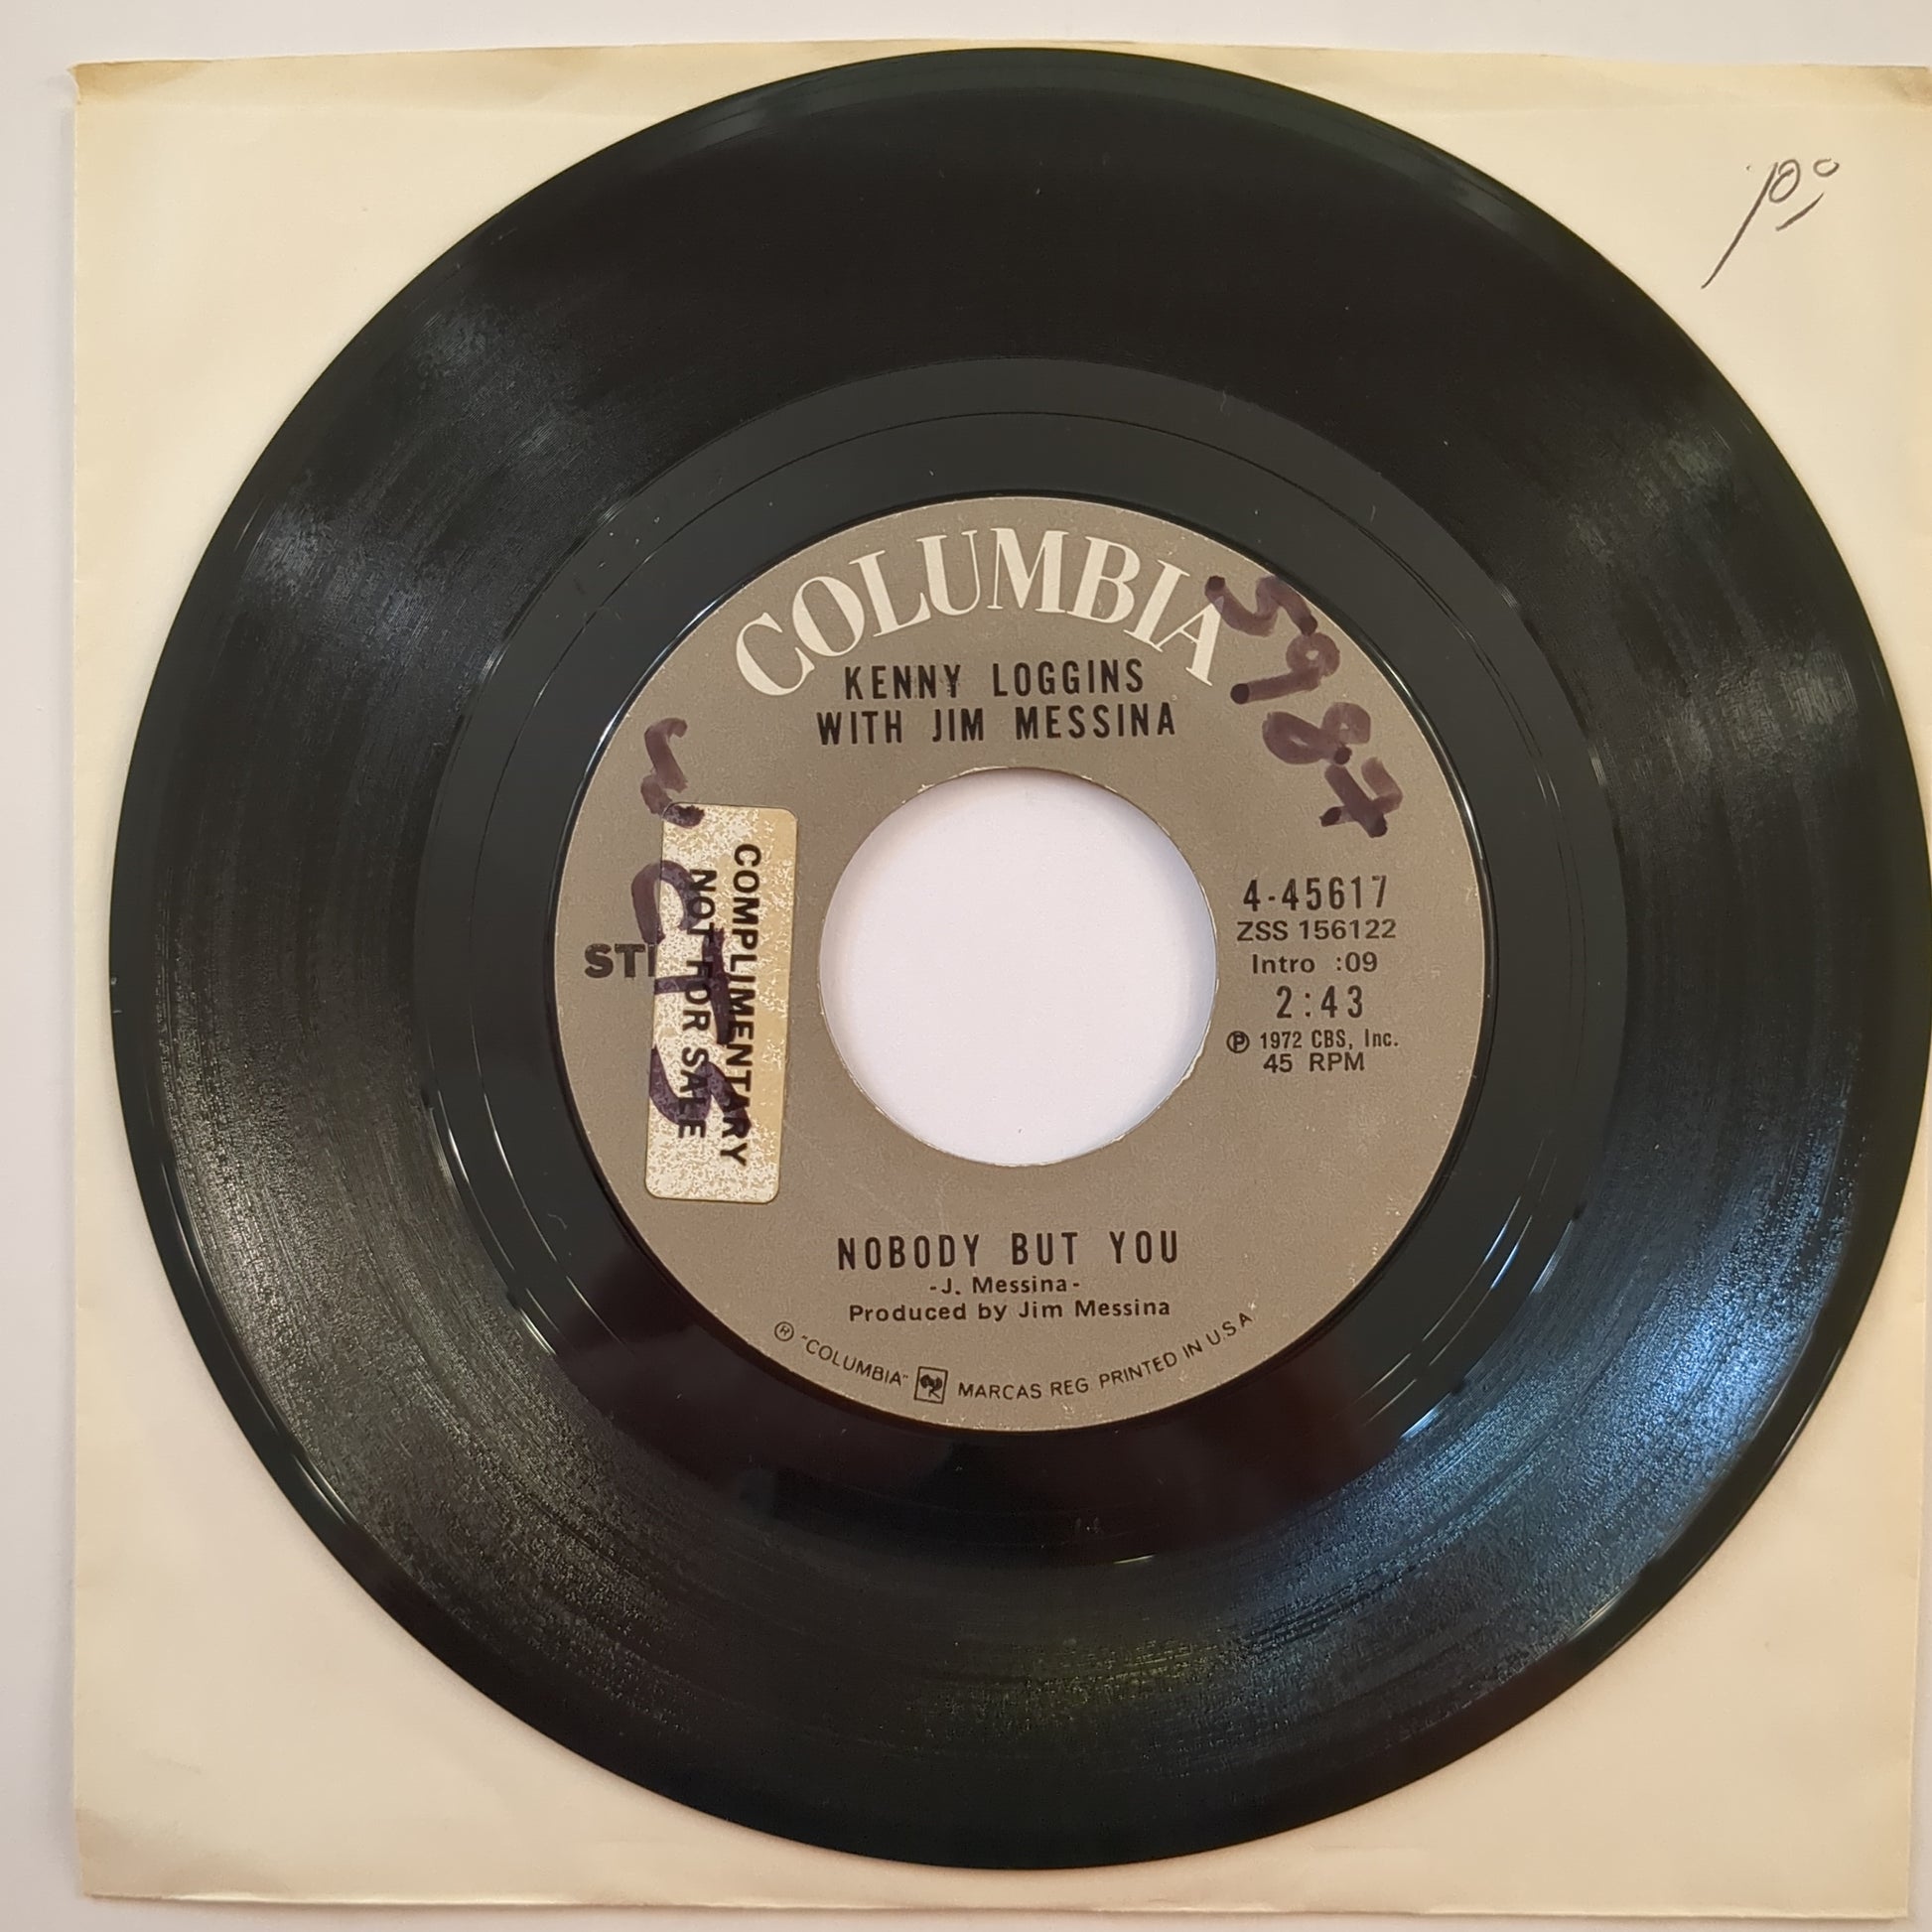 COLUMBIA
KENNY LOGGINS
WITH JIM MESSINA
5987
COMPLIMENTARY
NOT FOR SALE
4-45617
ZSS 156122
Intro :09
2:43
Ⓟ 1972 CBS, Inc.
45 RPM
NOBODY BUT YOU
-J. Messina-
Produced by Jim Messina
Ⓡ "COLUMBIA" MARCAS REG PRINTED IN U.S.A.